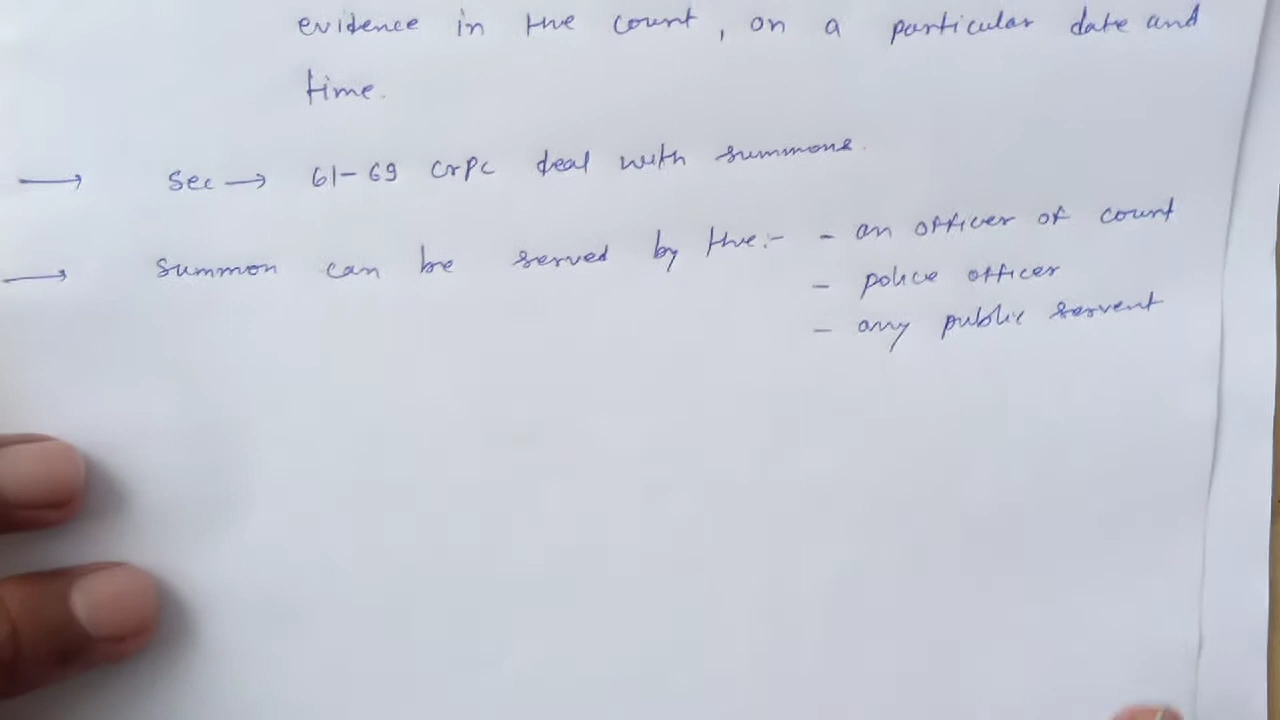 evidence in the court, on a particular date and
time.
→ Sec → 61-69 CrPC deal with summons.
→ Summon can be served by the:- - an officer of court
- police officer
- any public servent